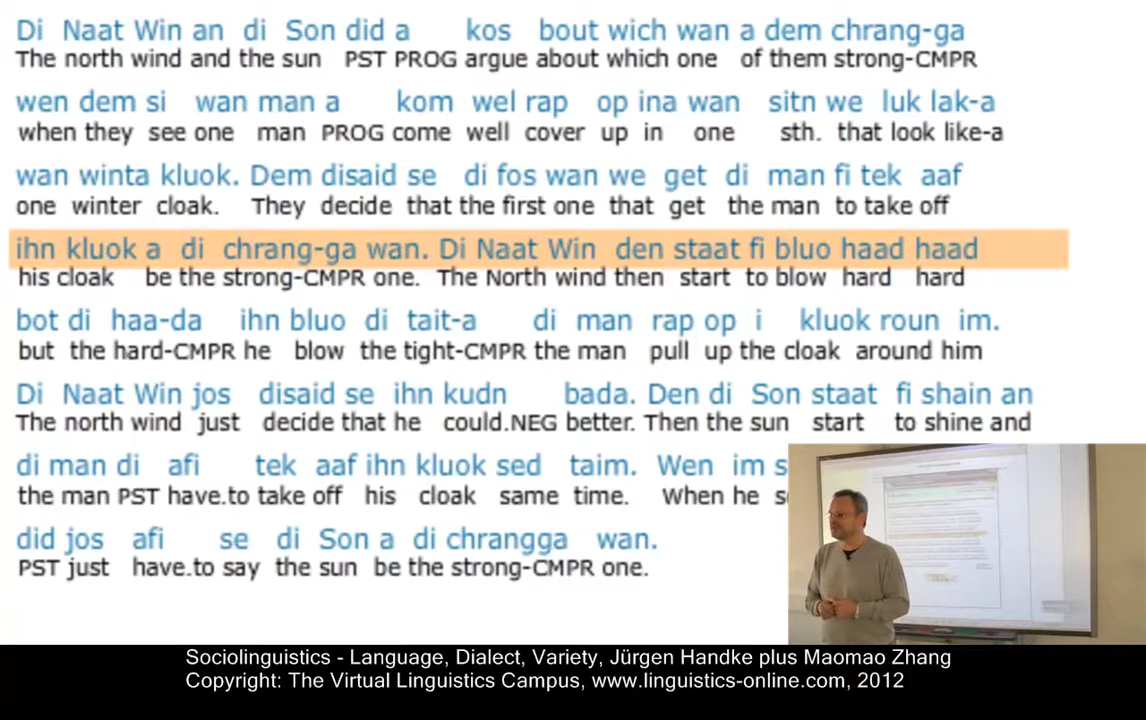 Di Naat Win an di Son did a kos bout wich wan a dem chrang-ga
The north wind and the sun PST PROG argue about which one of them strong-CMPR
wen dem si wan man a kom wel rap op ina wan sitn we luk lak-a
when they see one man PROG come well cover up in one sth. that look like-a
wan winta kluok. Dem disaid se di fos wan we get di man fi tek aaf
one winter cloak. They decide that the first one that get the man to take off
ihn kluok a di chrang-ga wan. Di Naat Win den staat fi bluo haad haad
his cloak be the strong-CMPR one. The North wind then start to blow hard hard
bot di haa-da ihn bluo di tait-a di man rap op i kluok roun im.
but the hard-CMPR he blow the tight-CMPR the man pull up the cloak around him
Di Naat Win jos disaid se ihn kudn bada. Den di Son staat fi shain an
The north wind just decide that he could.NEG better. Then the sun start to shine and
di man di afi tek aaf ihn kluok sed taim. Wen im
the man PST have.to take off his cloak same time. When he
did jos afi se di Son a di chrangga wan.
PST just have.to say the sun be the strong-CMPR one.
Sociolinguistics - Language, Dialect, Variety, Jürgen Handke plus Maomao Zhang
Copyright: The Virtual Linguistics Campus, www.linguistics-online.com, 2012